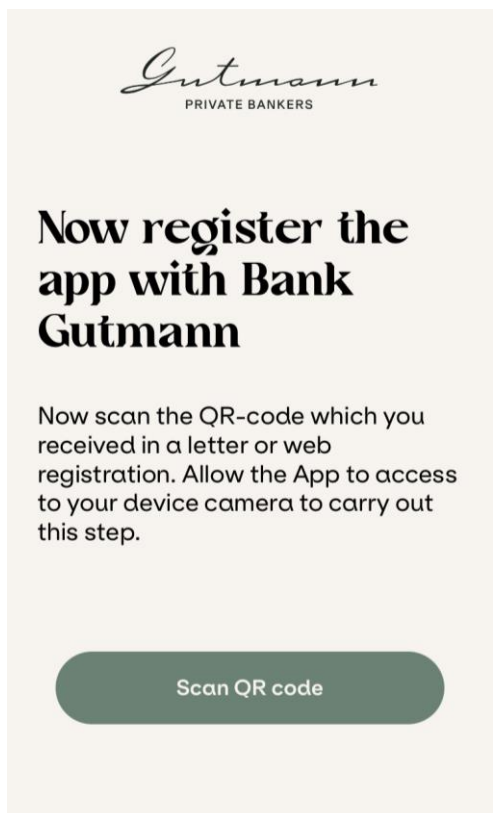 Gutmann
PRIVATE BANKERS
Now register the
app with Bank
Gutmann
Now scan the QR-code which you
received in a letter or web
registration. Allow the App to access
to your device camera to carry out
this step.
Scan QR code